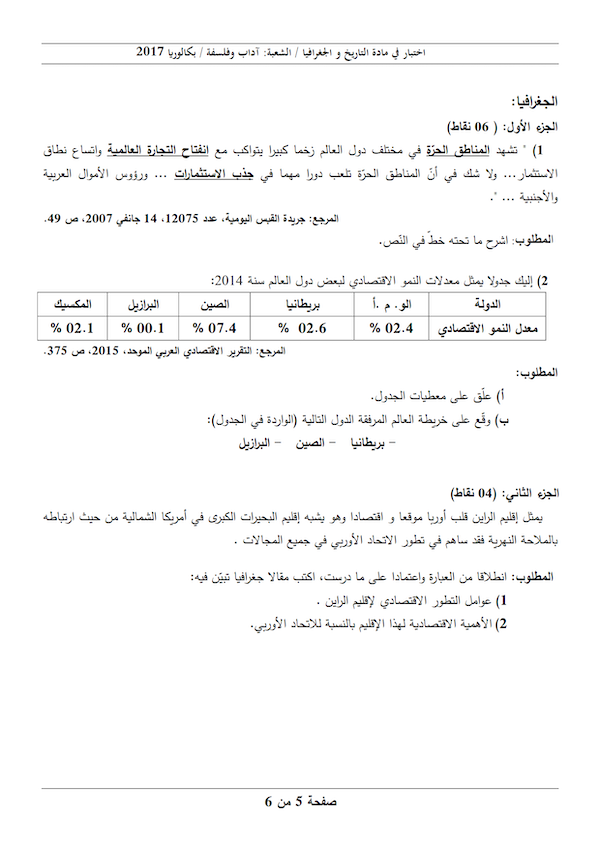 اختبار في مادة التاريخ و الجغرافيا / الشعبة: آداب وفلسفة / بكالوريا 2017
الجغرافيا:
الجزء الأول: ( 06 نقاط)
1) " تشهد المناطق الحرّة في مختلف دول العالم زخما كبيرا يتواكب مع انفتاح التجارة العالمية واتساع نطاق
الاستثمار... ولا شك في أنّ المناطق الحرّة تلعب دورا مهما في جذب الاستثمارات ... ورؤوس الأموال العربية
والأجنبية ... ".
المرجع: جريدة القبس اليومية، عدد 12075، 14 جانفي 2007، ص 49.
المطلوب: اشرح ما تحته خطّ في النّص.
2) إليك جدولا يمثل معدلات النمو الاقتصادي لبعض دول العالم سنة 2014:
الدولة الو. م .أ بريطانيا الصين البرازيل المكسيك
معدل النمو الاقتصادي 02.4 % 02.6 % 07.4 % 00.1 % 02.1 %
المرجع: التقرير الاقتصادي العربي الموحد، 2015، ص 375.
المطلوب:
أ) علّق على معطيات الجدول.
ب) وقّع على خريطة العالم المرفقة الدول التالية (الواردة في الجدول):
- بريطانيا - الصين - البرازيل
الجزء الثاني: (04 نقاط)
يمثل إقليم الراين قلب أوربا موقعا و اقتصادا وهو يشبه إقليم البحيرات الكبرى في أمريكا الشمالية من حيث ارتباطه
بالملاحة النهرية فقد ساهم في تطور الاتحاد الأوربي في جميع المجالات .
المطلوب: انطلاقا من العبارة واعتمادا على ما درست، اكتب مقالا جغرافيا تبيّن فيه:
1) عوامل التطور الاقتصادي لإقليم الراين .
2) الأهمية الاقتصادية لهذا الإقليم بالنسبة للاتحاد الأوربي.
صفحة 5 من 6